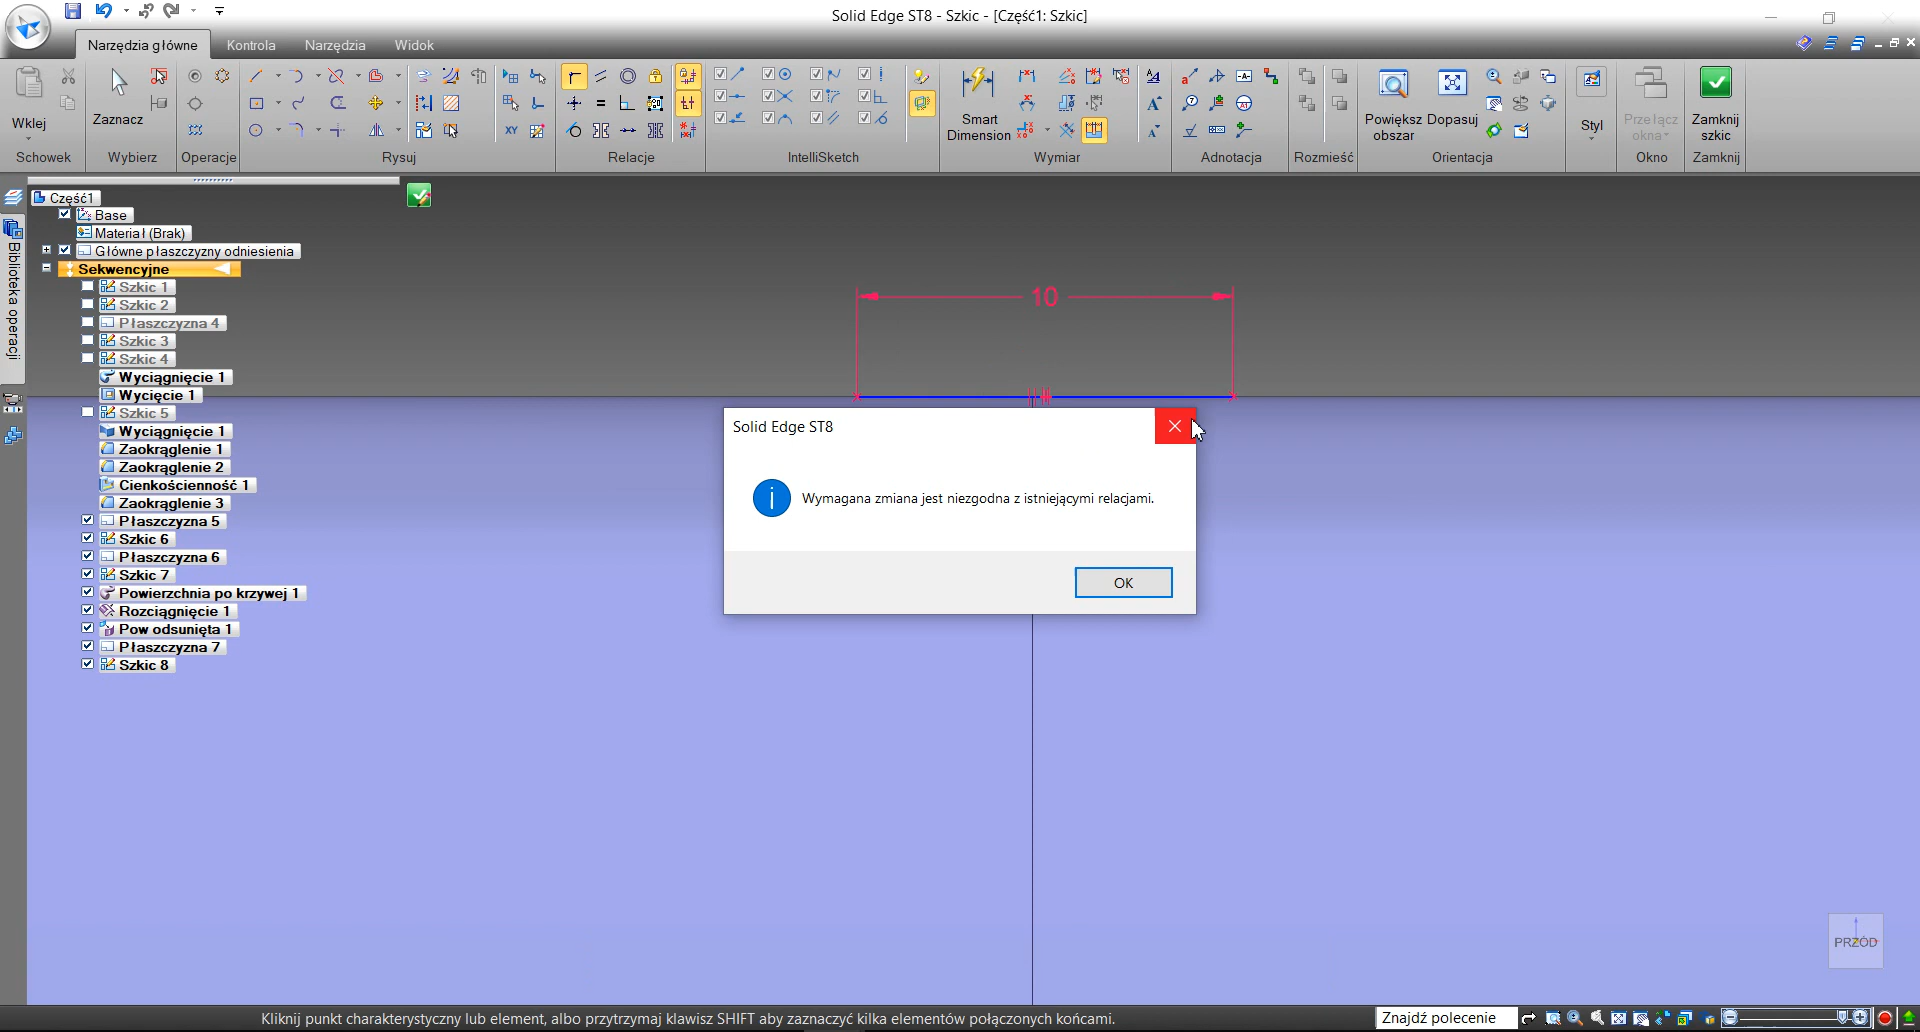 Solid Edge ST8 - Szkic - [Część1: Szkic]
Narzędzia główne
Kontrola
Narzędzia
Widok
Wklej
Zaznacz
Smart
Dimension
Powiększ
obszar
Dopasuj
Styl
Przełącz
okna
Zamknij
szkic
Schowek
Wybierz
Operacje
Rysuj
Relacje
IntelliSketch
Wymiar
Adnotacja
Rozmieść
Orientacja
Okno
Zamknij
Biblioteka operacji
Część1
Base
Materiał (Brak)
Główne płaszczyzny odniesienia
Sekwencyjne
Szkic 1
Szkic 2
Płaszczyzna 4
Szkic 3
Szkic 4
Wyciągnięcie 1
Wycięcie 1
Szkic 5
Wyciągnięcie 1
Zaokrąglenie 1
Zaokrąglenie 2
Cienkościenność 1
Zaokrąglenie 3
Płaszczyzna 5
Szkic 6
Płaszczyzna 6
Szkic 7
Powierzchnia po krzywej 1
Rozciągnięcie 1
Pow odsunięta 1
Płaszczyzna 7
Szkic 8
10
Solid Edge ST8
Wymagana zmiana jest niezgodna z istniejącymi relacjami.
OK
PRZÓD
Kliknij punkt charakterystyczny lub element, albo przytrzymaj klawisz SHIFT aby zaznaczyć kilka elementów połączonych końcami.
Znajdź polecenie